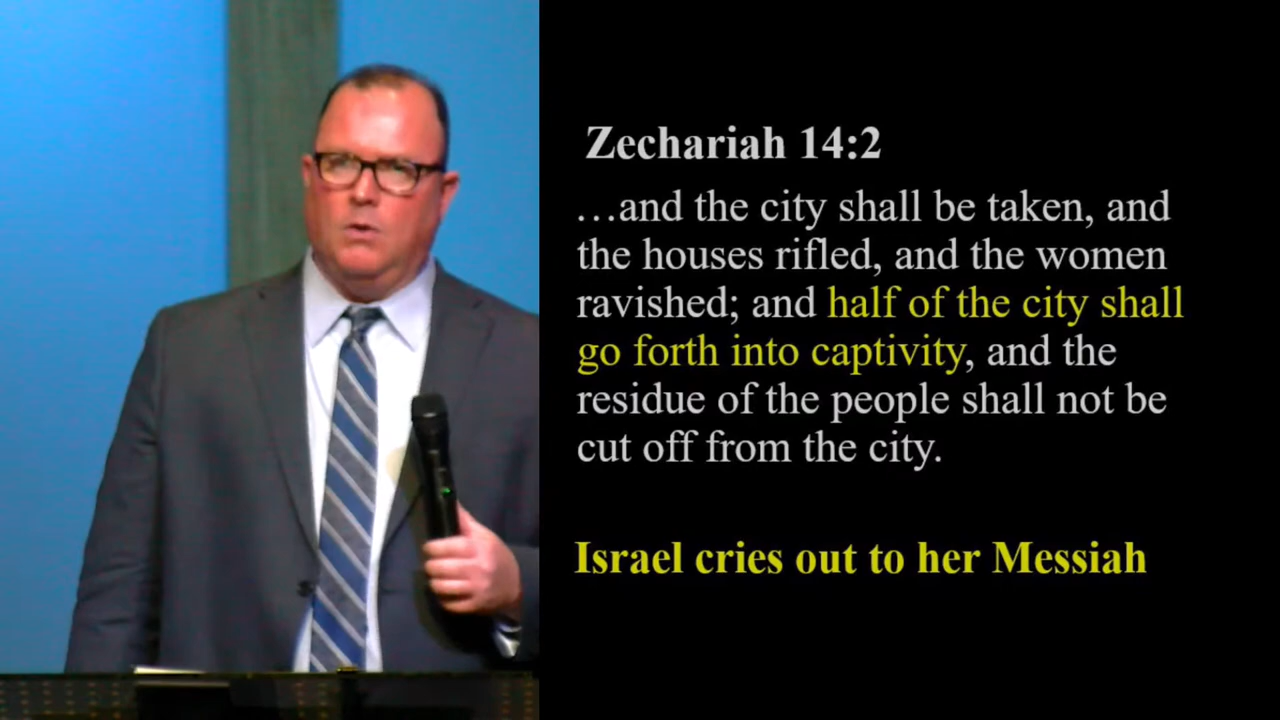 Zechariah 14:2
…and the city shall be taken, and
the houses rifled, and the women
ravished; and half of the city shall
go forth into captivity, and the
residue of the people shall not be
cut off from the city.
Israel cries out to her Messiah